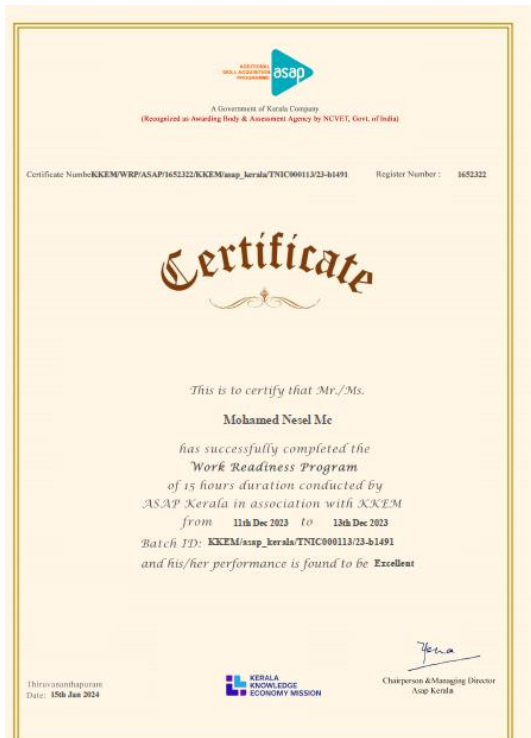 ADDITIONAL
SKILL ACQUISITION
PROGRAMME
asap
A Government of Kerala Company
(Recognized as Awarding Body & Assessment Agency by NCVET, Govt. of India)
Certificate NumbeKKEM/WRP/ASAP/1652322/KKEM/asap_kerala/TNIC000113/23-b1491 Register Number : 1652322
Certificate
This is to certify that Mr./Ms.
Mohamed Nesel Mc
has successfully completed the
Work Readiness Program
of 15 hours duration conducted by
ASAP Kerala in association with KKEM
from 11th Dec 2023 to 13th Dec 2023
Batch ID: KKEM/asap_kerala/TNIC000113/23-b1491
and his/her performance is found to be Excellent
Thiruvananthapuram
Date: 15th Jan 2024
KERALA
KNOWLEDGE
ECONOMY MISSION
Chairperson &Managing Director
Asap Kerala